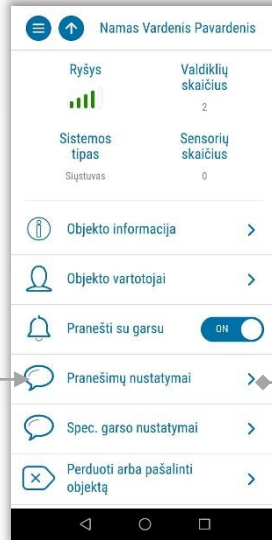 Namas Vardenis Pavardenis
Ryšys
Valdiklių
skaičius
2
Sistemos
tipas
Siųstuvas
Sensorių
skaičius
0
Objekto informacija
Objekto vartotojai
Pranešti su garsu
ON
Pranešimų nustatymai
Spec. garso nustatymai
Perduoti arba pašalinti
objektą